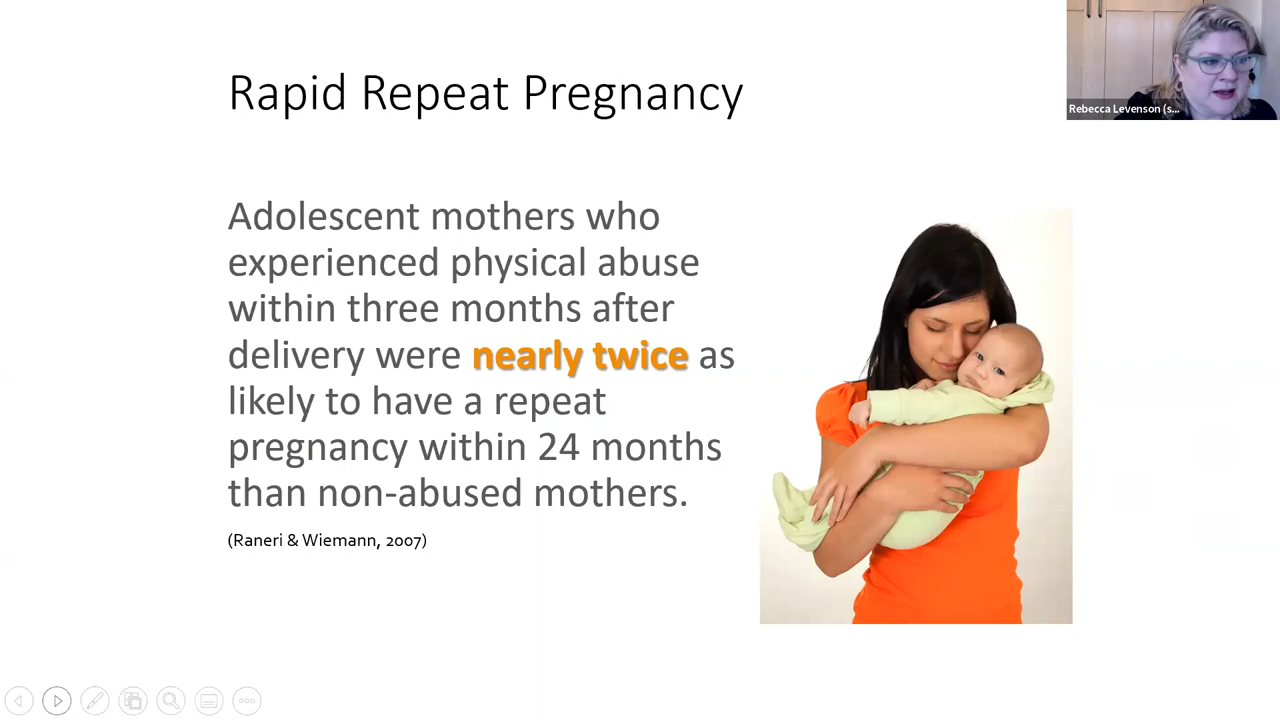 Rapid Repeat Pregnancy
Rebecca Levenson (s...
Adolescent mothers who
experienced physical abuse
within three months after
delivery were nearly twice as
likely to have a repeat
pregnancy within 24 months
than non-abused mothers.
(Raneri & Wiemann, 2007)